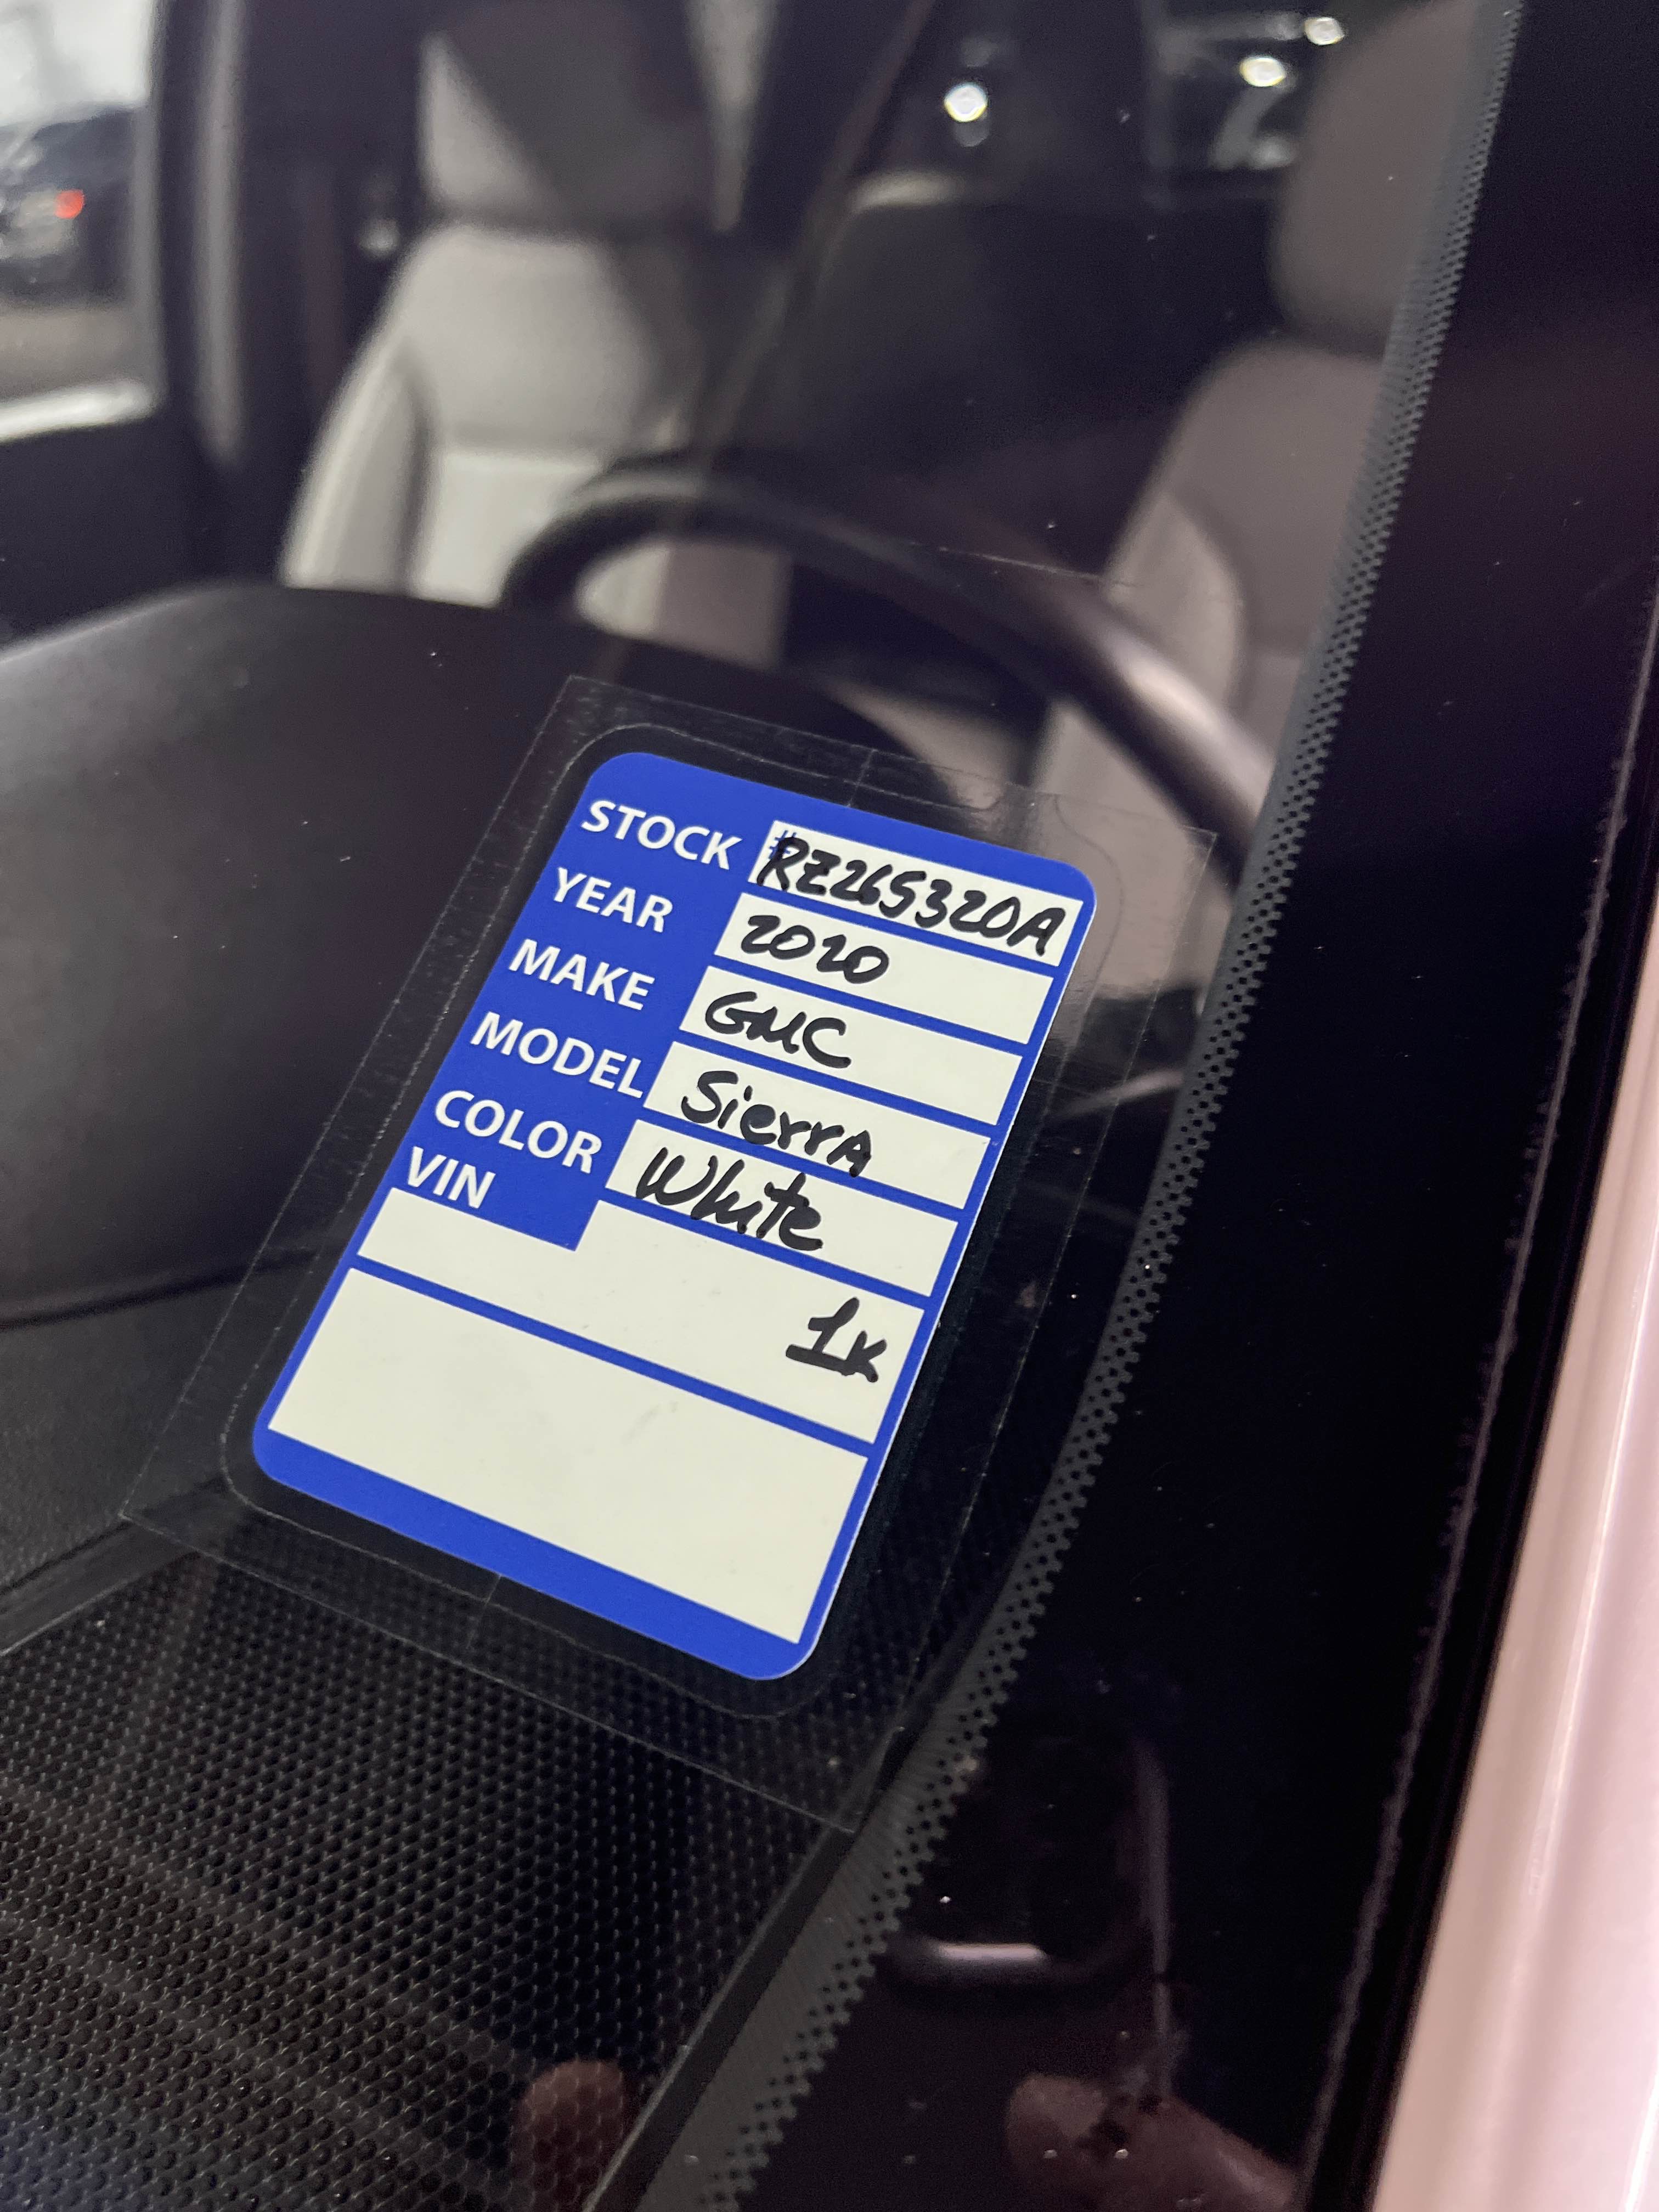 STOCK #RZ265320A
YEAR 2020
MAKE GMC
MODEL Sierra
COLOR White
VIN
1K